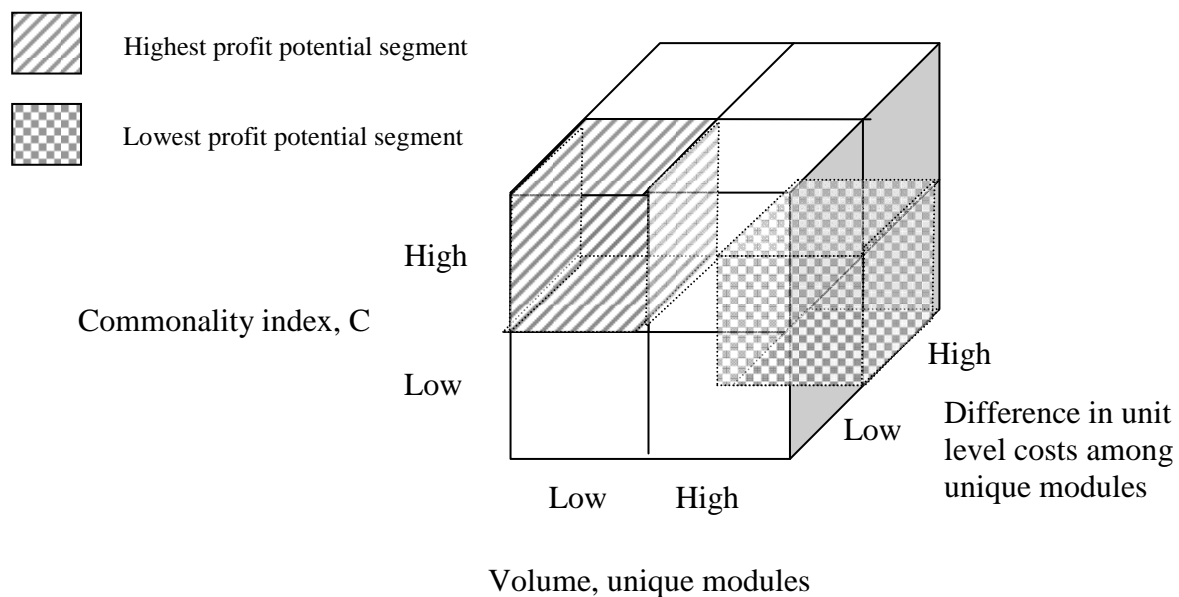 Highest profit potential segment
Lowest profit potential segment
High
Commonality index, C
Low
High
Low
Difference in unit
level costs among
unique modules
Low High
Volume, unique modules